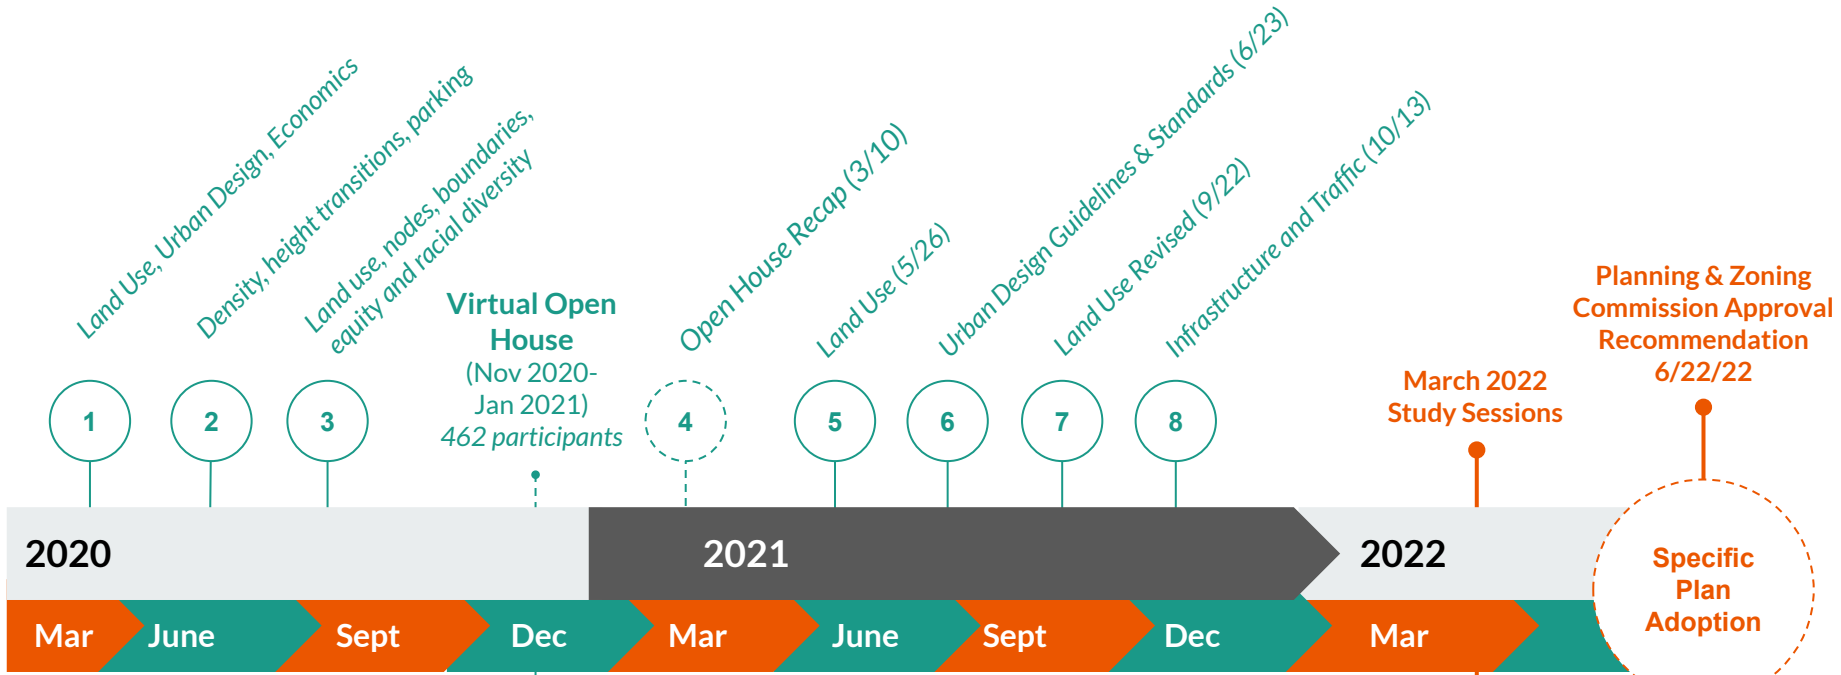 Land Use, Urban Design, Economics
Density, height transitions, parking
Land use, nodes, boundaries,
equity and racial diversity
Virtual Open
House
(Nov 2020-
Jan 2021)
462 participants
Open House Recap (3/10)
Land Use (5/26)
Urban Design Guidelines & Standards (6/23)
Land Use Revised (9/22)
Infrastructure and Traffic (10/13)
March 2022
Study Sessions
Planning & Zoning
Commission Approval
Recommendation
6/22/22
1
2
3
4
5
6
7
8
2020
2021
2022
Specific
Plan
Adoption
Mar
June
Sept
Dec
Mar
June
Sept
Dec
Mar